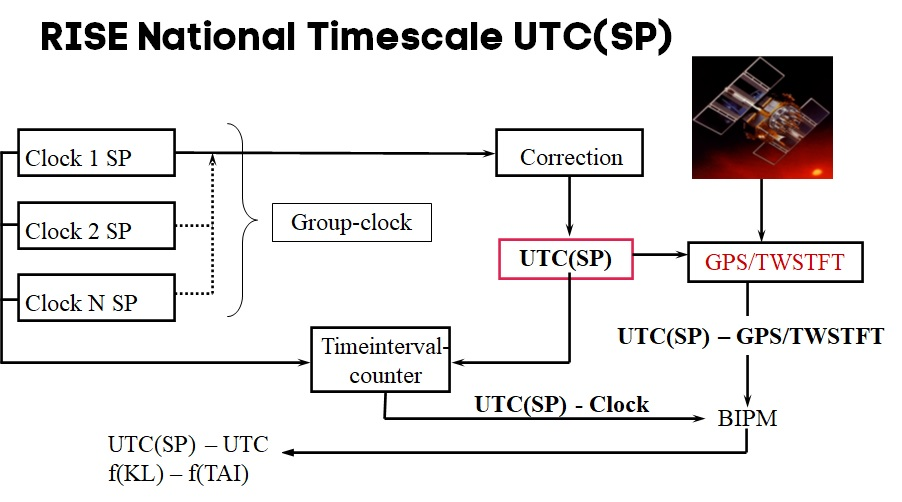 RISE National Timescale UTC(SP)
Clock 1 SP
Correction
Clock 2 SP
Group-clock
UTC(SP)
GPS/TWSTFT
Clock N SP
Timeinterval-
counter
UTC(SP) – GPS/TWSTFT
UTC(SP) - Clock
BIPM
UTC(SP) – UTC
f(KL) – f(TAI)